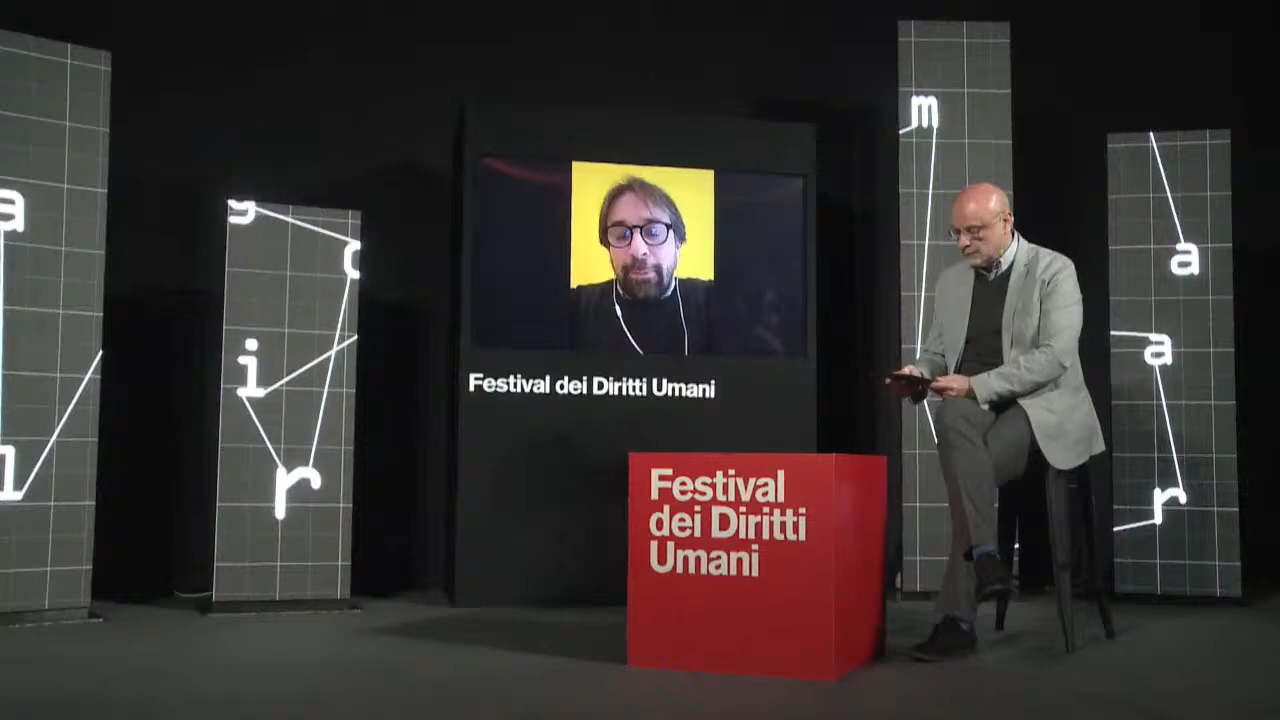 a
l
g
c
i
r
Festival dei Diritti Umani
Festival
dei Diritti
Umani
m
a
a
r